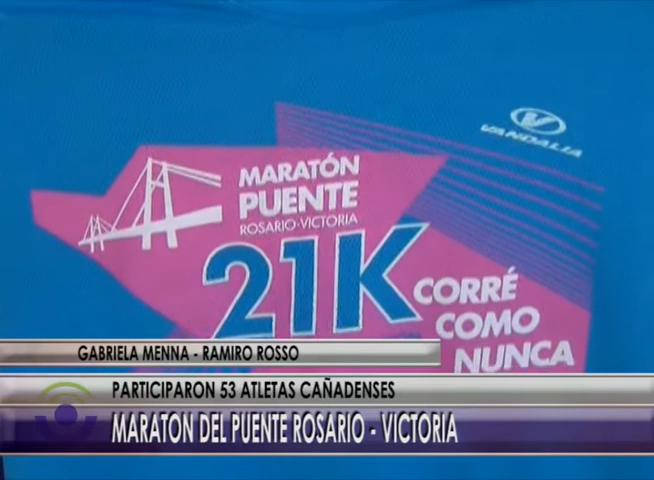 VANDALIA
MARATÓN
PUENTE
ROSARIO-VICTORIA
21K
CORRÉ
COMO
NUNCA
GABRIELA MENNA - RAMIRO ROSSO
PARTICIPARON 53 ATLETAS CAÑADENSES
MARATON DEL PUENTE ROSARIO - VICTORIA